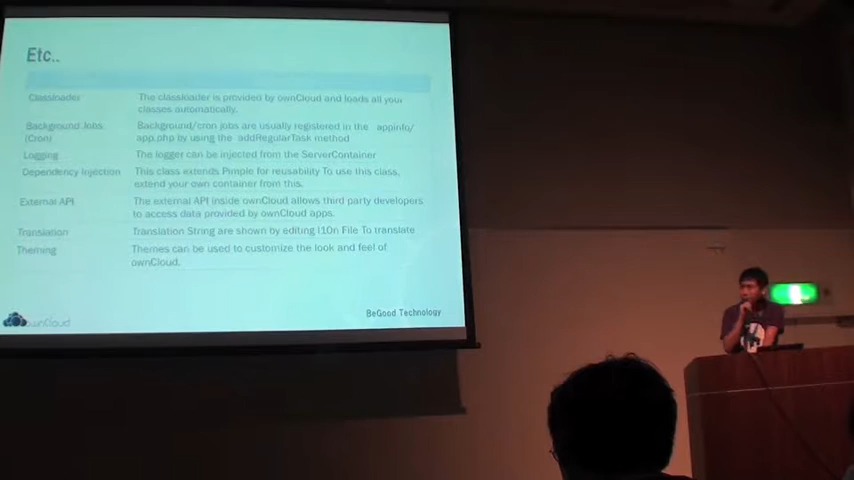 Etc..
Classloader The classloader is provided by ownCloud and loads all your
classes automatically.
Background Jobs Background/cron jobs are usually registered in the appinfo/
(Cron) app.php by using the addRegularTask method
Logging The logger can be injected from the ServerContainer
Dependency Injection This class extends Pimple for reusability To use this class,
extend your own container from this.
External API The external API inside ownCloud allows third party developers
to access data provided by ownCloud apps.
Translation Translation String are shown by editing l10n File To translate
Theming Themes can be used to customize the look and feel of
ownCloud.
ownCloud BeGood Technology